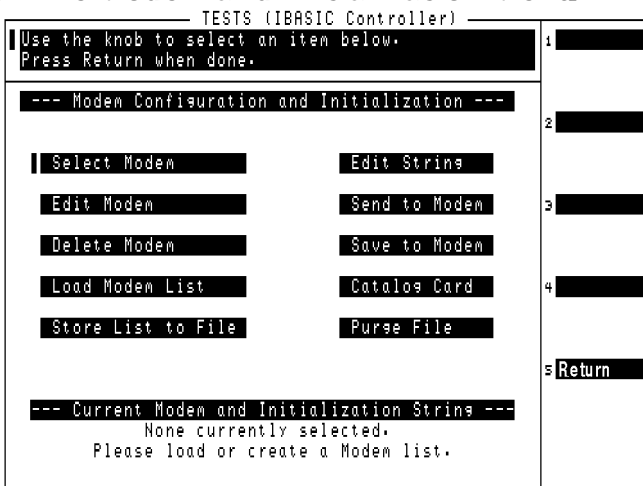 TESTS (IBASIC Controller)
Use the knob to select an item below.
Press Return when done.
--- Modem Configuration and Initialization ---
Select Modem
Edit Modem
Delete Modem
Load Modem List
Store List to File
Edit String
Send to Modem
Save to Modem
Catalog Card
Purge File
--- Current Modem and Initialization String ---
None currently selected.
Please load or create a Modem list.
1
2
3
4
5 Return